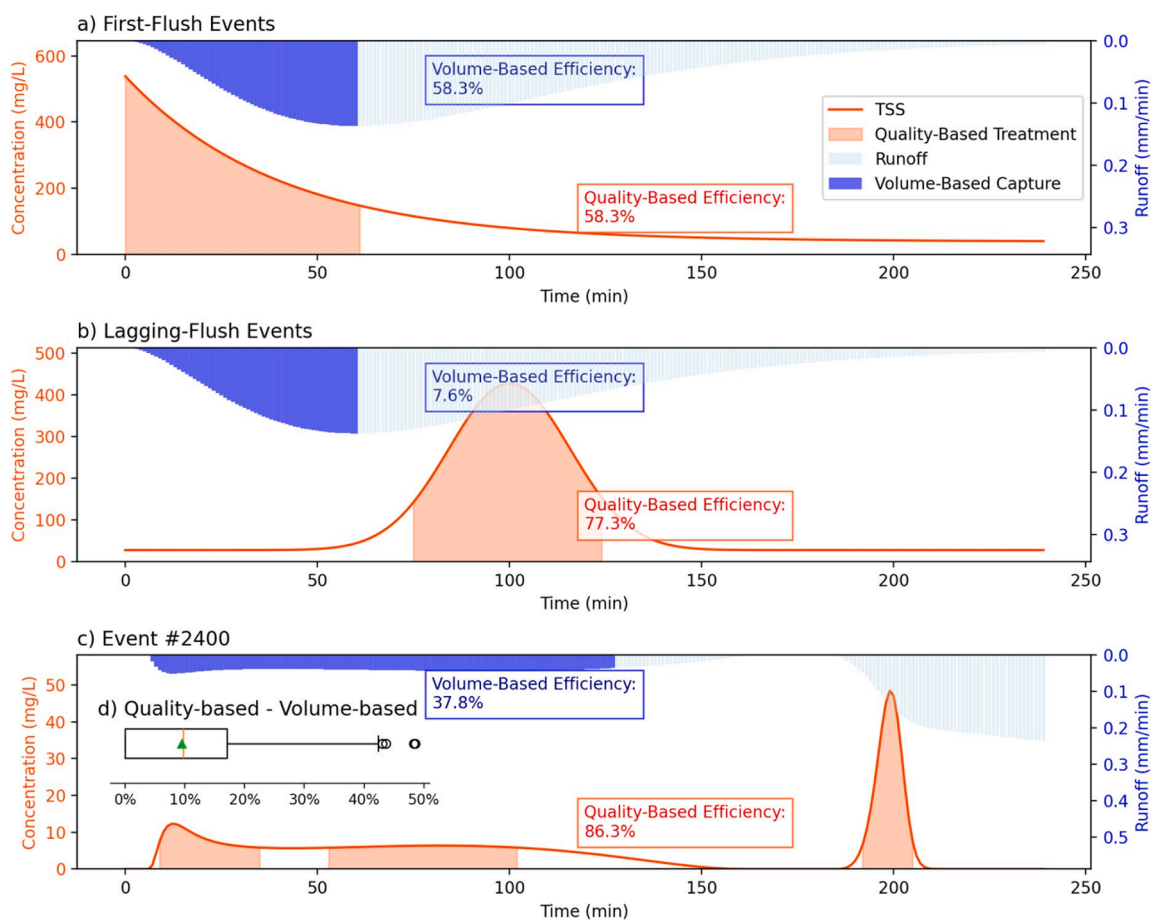 a) First-Flush Events
600
400
200
0
Concentration (mg/L)
0.0
0.1
0.2
0.3
Runoff (mm/min)
Volume-Based Efficiency:
58.3%
Quality-Based Efficiency:
58.3%
TSS
Quality-Based Treatment
Runoff
Volume-Based Capture
0 50 100 150 200 250
Time (min)
b) Lagging-Flush Events
500
400
300
200
100
0
Concentration (mg/L)
0.0
0.1
0.2
0.3
Runoff (mm/min)
Volume-Based Efficiency:
7.6%
Quality-Based Efficiency:
77.3%
0 50 100 150 200 250
Time (min)
c) Event #2400
50
40
30
20
10
0
Concentration (mg/L)
0.0
0.1
0.2
0.3
0.4
0.5
Runoff (mm/min)
Volume-Based Efficiency:
37.8%
d) Quality-based - Volume-based
0% 10% 20% 30% 40% 50%
Quality-Based Efficiency:
86.3%
0 50 100 150 200 250
Time (min)